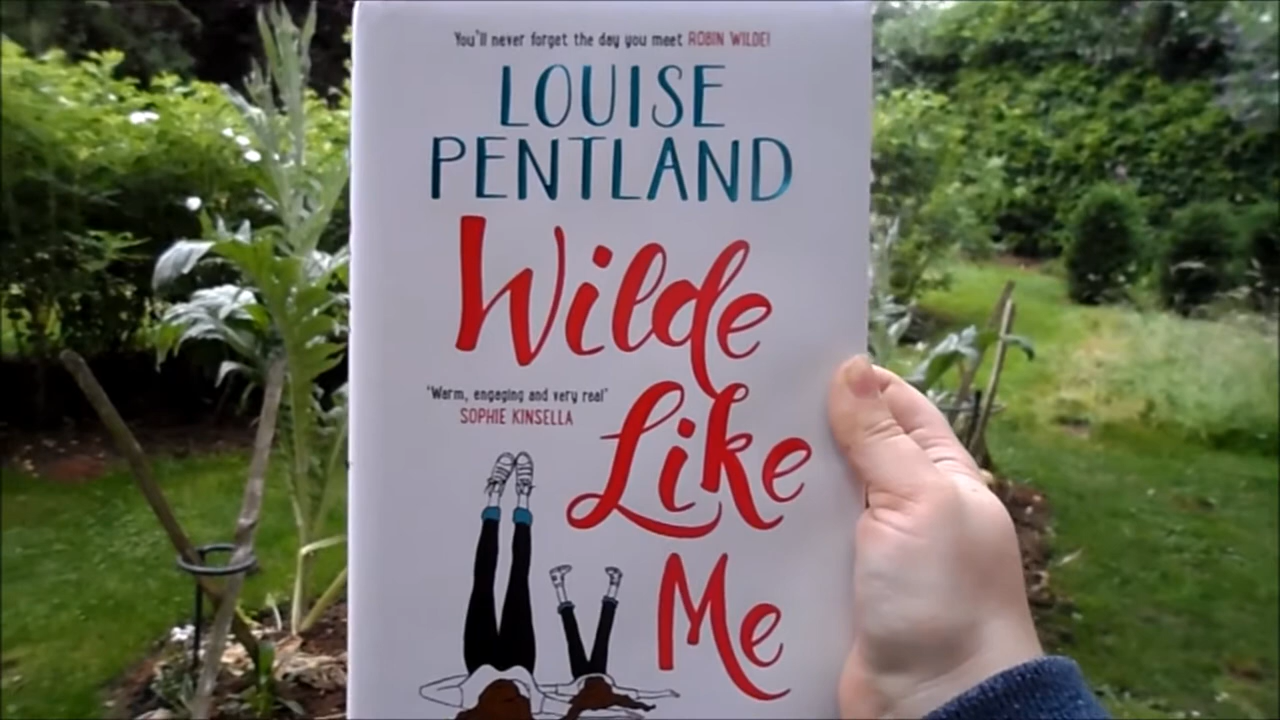 You'll never forget the day you meet ROBIN WILDE!
LOUISE
PENTLAND
Wilde
Like
Me
'Warm, engaging and very real'
SOPHIE KINSELLA